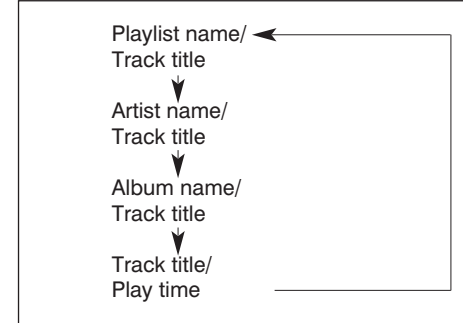 Playlist name/
Track title
Artist name/
Track title
Album name/
Track title
Track title/
Play time